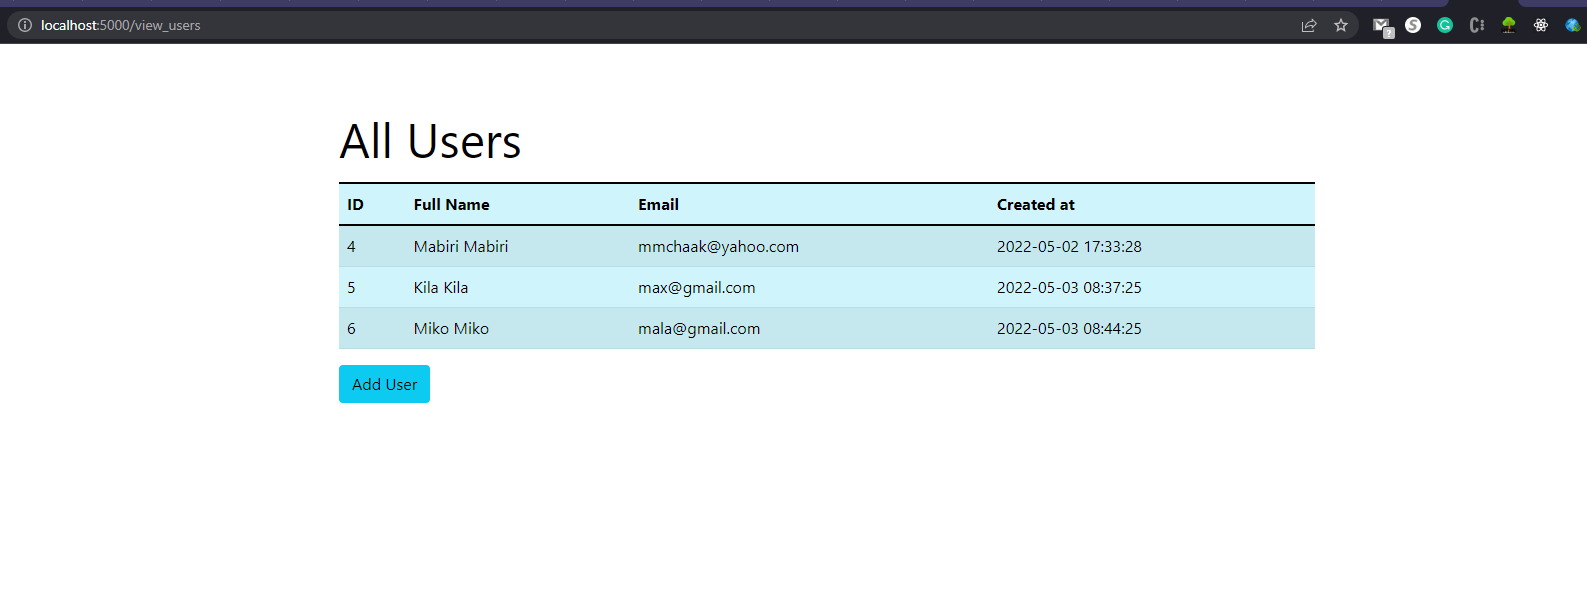 localhost:5000/view_users
All Users
ID Full Name Email Created at
4 Mabiri Mabiri mmchaak@yahoo.com 2022-05-02 17:33:28
5 Kila Kila max@gmail.com 2022-05-03 08:37:25
6 Miko Miko mala@gmail.com 2022-05-03 08:44:25
Add User